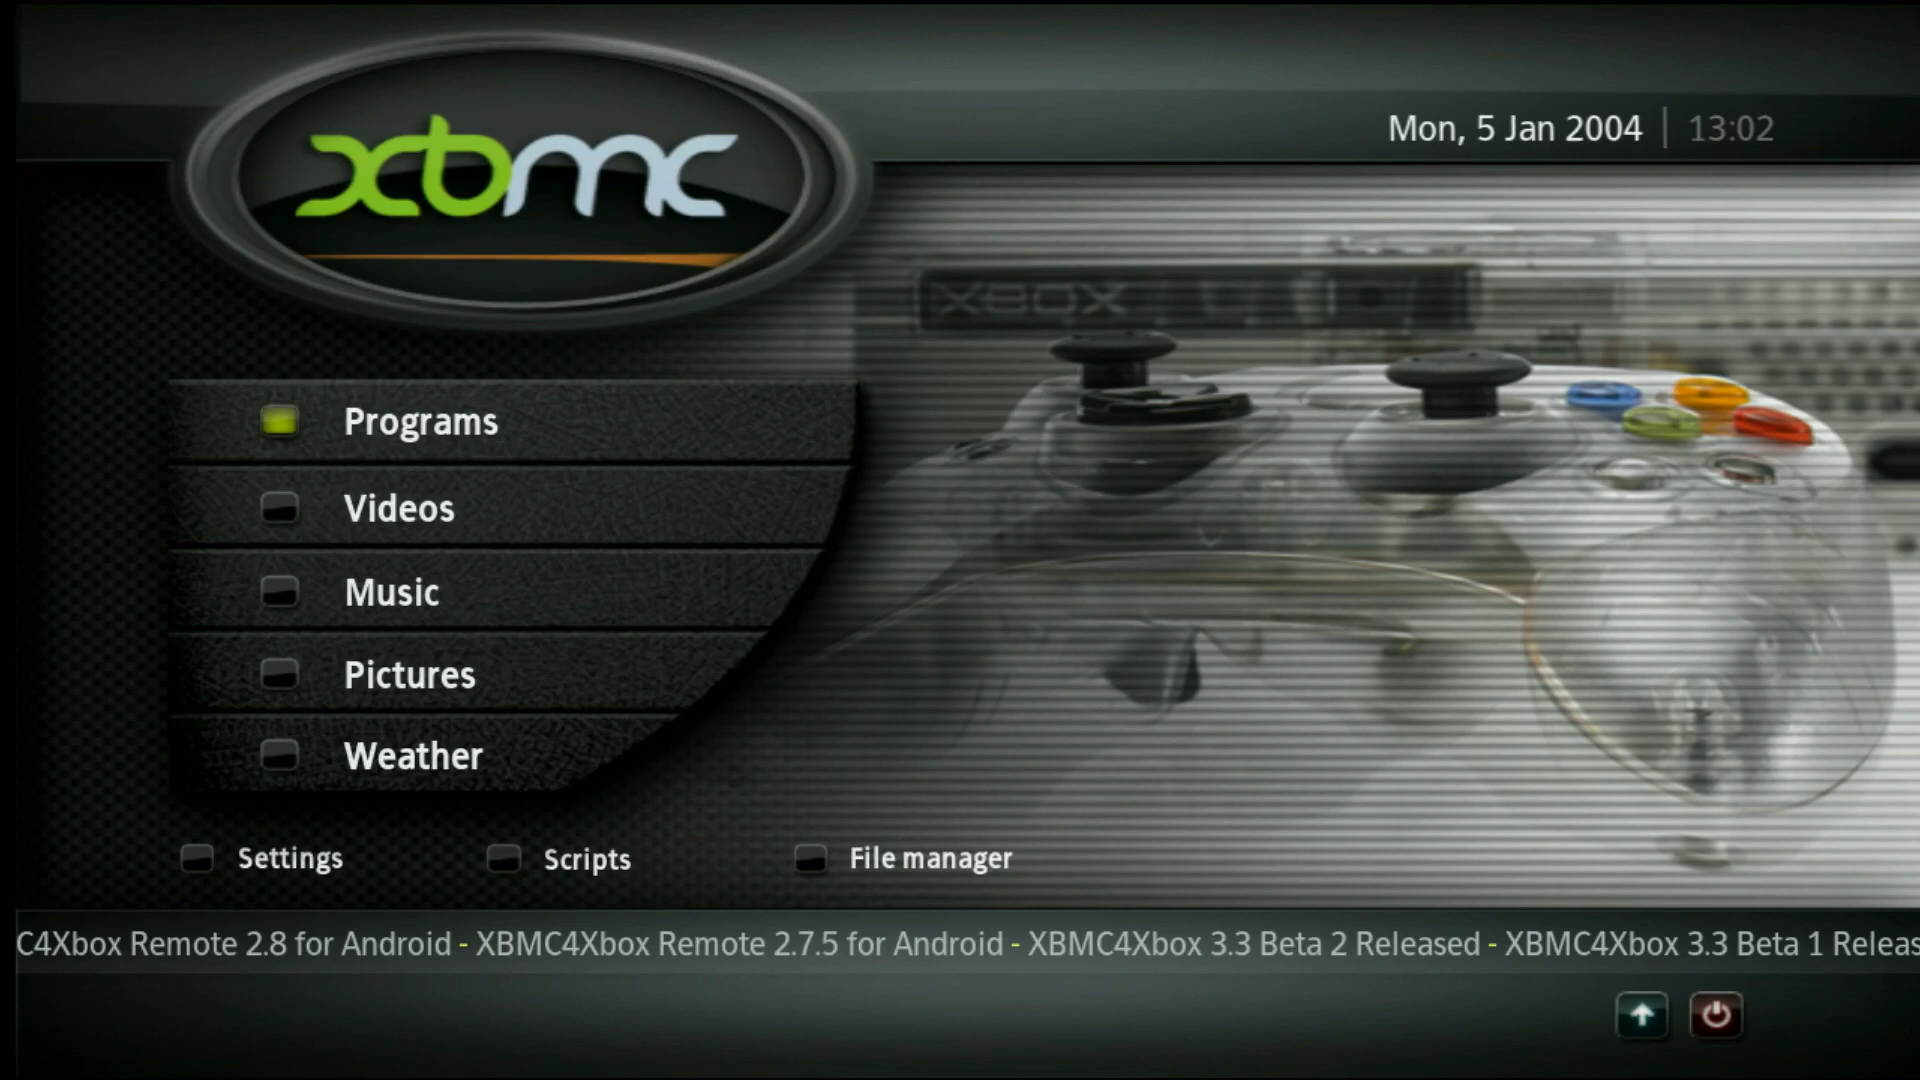 xbmc
Mon, 5 Jan 2004 | 13:02
XBOX
Programs
Videos
Music
Pictures
Weather
Settings
Scripts
File manager
C4Xbox Remote 2.8 for Android - XBMC4Xbox Remote 2.7.5 for Android - XBMC4Xbox 3.3 Beta 2 Released - XBMC4Xbox 3.3 Beta 1 Releas